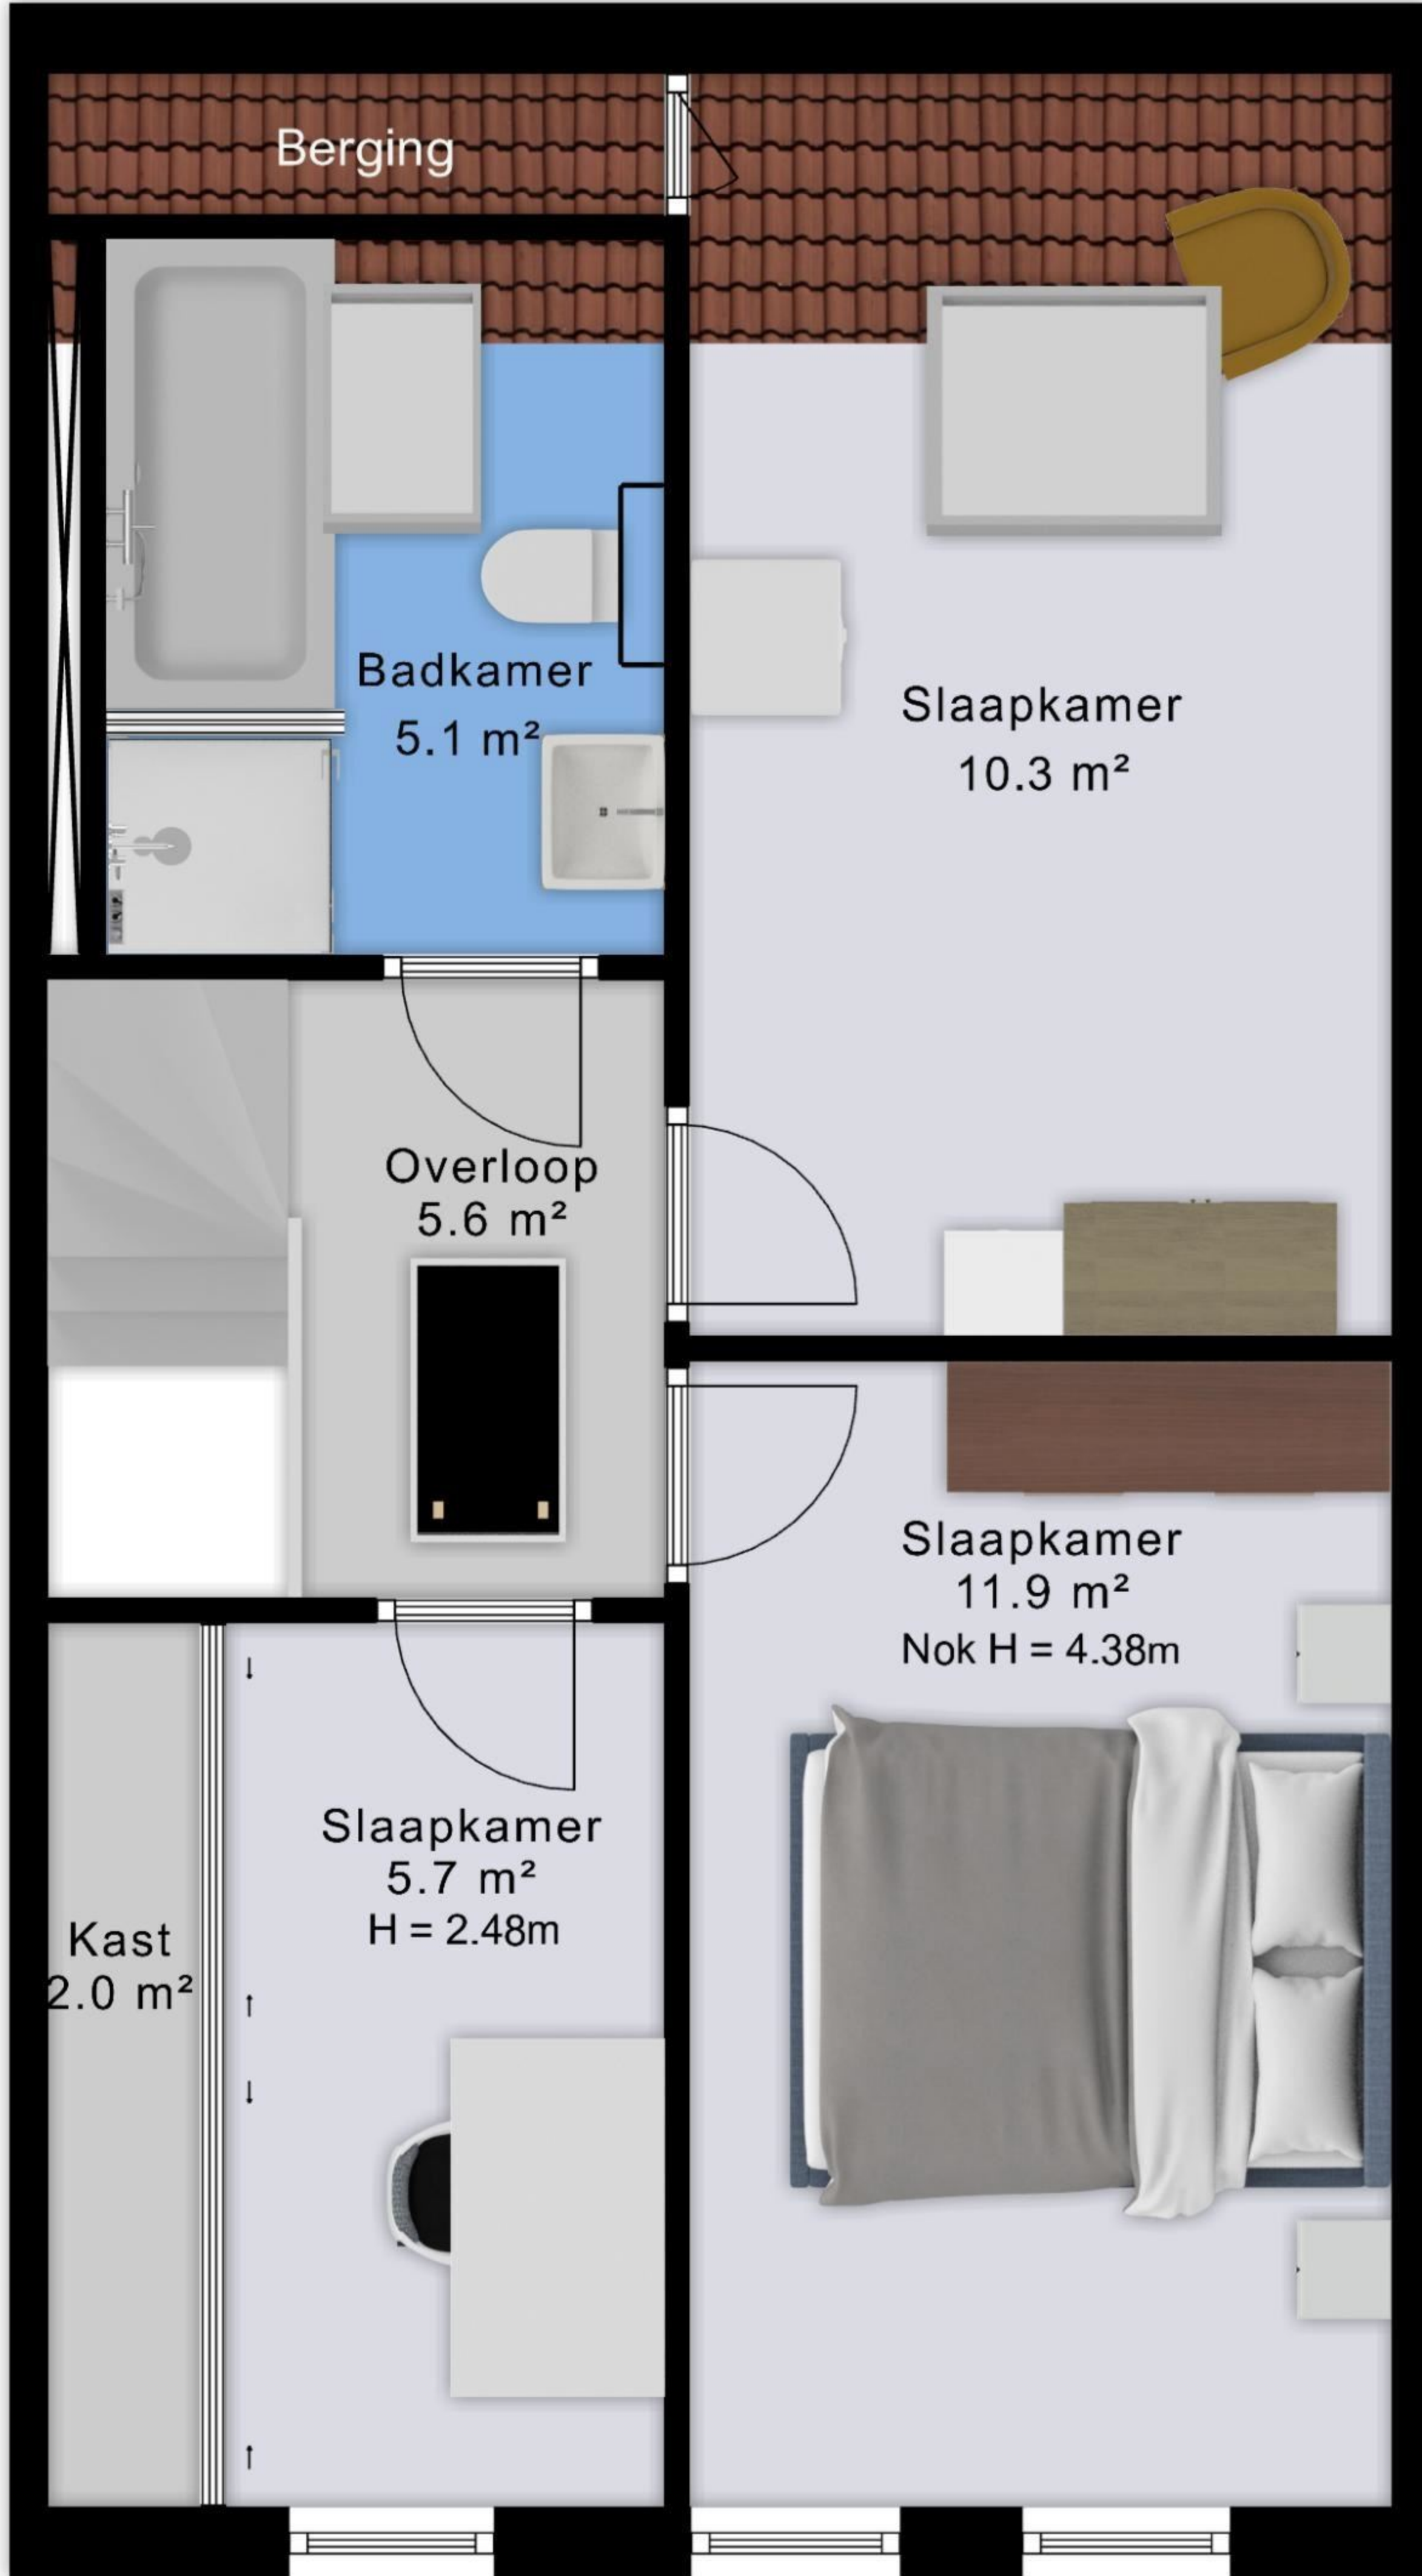 Berging
Badkamer
5.1 m²
Slaapkamer
10.3 m²
Overloop
5.6 m²
Slaapkamer
11.9 m²
Nok H = 4.38m
Slaapkamer
5.7 m²
H = 2.48m
Kast
2.0 m²